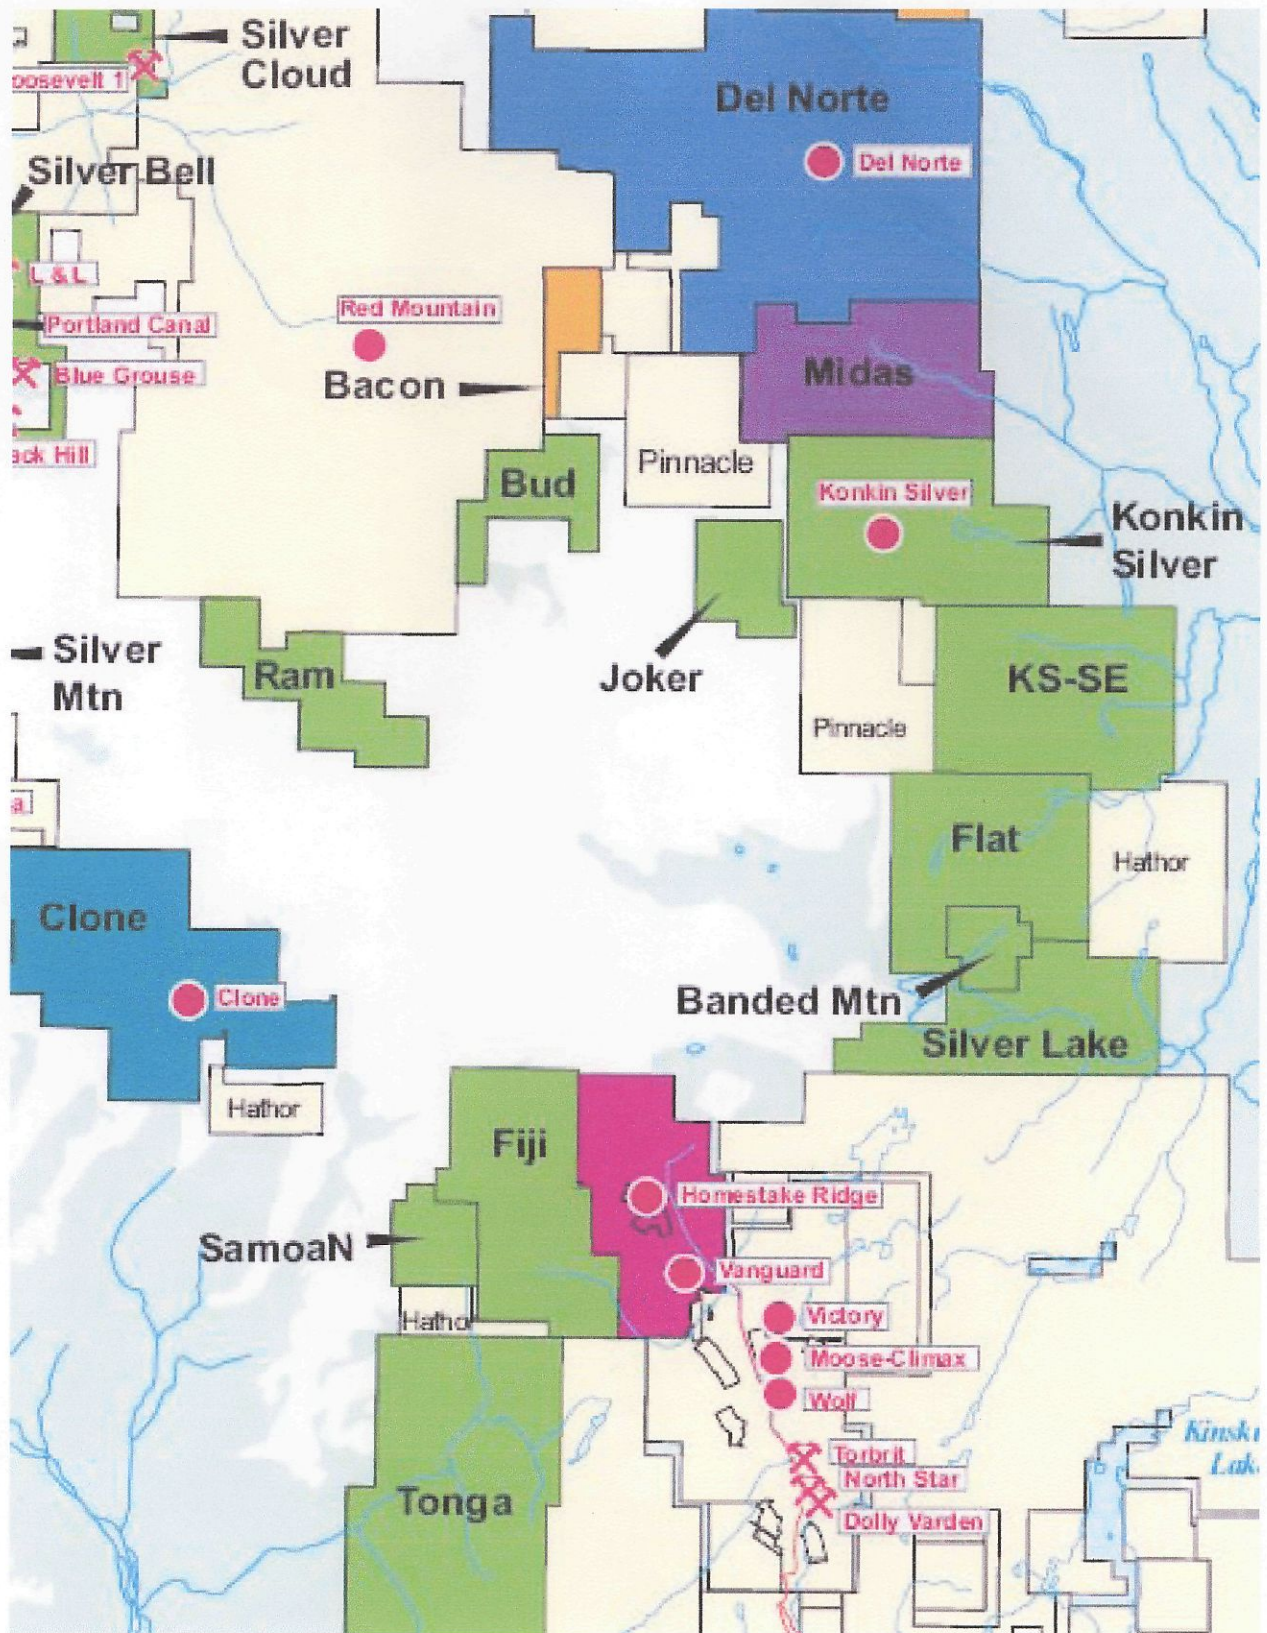 Silver
Cloud
oosevelt 1
Del Norte
Del Norte
Silver Bell
L & L
Portland Canal
Red Mountain
Blue Grouse
Bacon
Midas
ack Hill
Pinnacle
Bud
Konkin Silver
Konkin
Silver
Silver
Mtn
Ram
Joker
KS-SE
Pinnacle
a
Flat
Hathor
Clone
Clone
Banded Mtn
Silver Lake
Hathor
Fiji
Homestake Ridge
SamoaN
Vanguard
Hatho
Victory
Moose-Climax
Wolf
Torbrit
North Star
Dolly Varden
Tonga
Kinsk
Lak